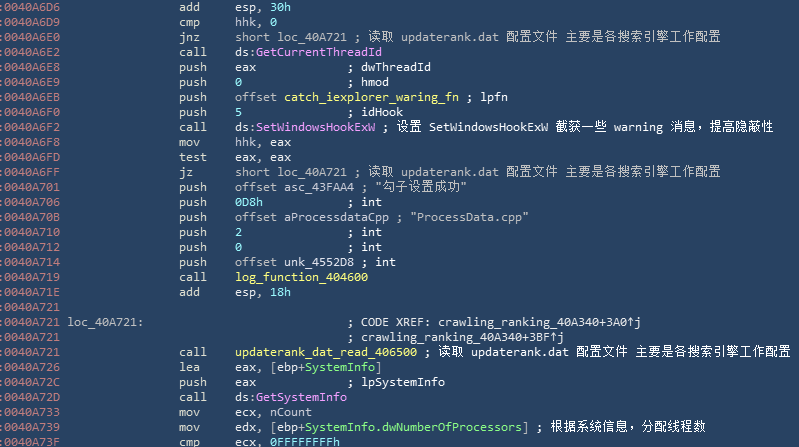 :0040A6D6 add esp, 30h
:0040A6D9 cmp hhk, 0
:0040A6E0 jnz short loc_40A721 ; 读取 updaterank.dat 配置文件 主要是各搜索引擎工作配置
:0040A6E2 call ds:GetCurrentThreadId
:0040A6E8 push eax ; dwThreadId
:0040A6E9 push 0 ; hmod
:0040A6EB push offset catch_iexplorer_waring_fn ; lpfn
:0040A6F0 push 5 ; idHook
:0040A6F2 call ds:SetWindowsHookExW ; 设置 SetWindowsHookExW 截获一些 warning 消息，提高隐蔽性
:0040A6F8 mov hhk, eax
:0040A6FD test eax, eax
:0040A6FF jz short loc_40A721 ; 读取 updaterank.dat 配置文件 主要是各搜索引擎工作配置
:0040A701 push offset asc_43FAA4 ; "勾子设置成功"
:0040A706 push 0D8h ; int
:0040A70B push offset aProcessdataCpp ; "ProcessData.cpp"
:0040A710 push 2 ; int
:0040A712 push 0 ; int
:0040A714 push offset unk_4552D8 ; int
:0040A719 call log_function_404600
:0040A71E add esp, 18h
:0040A721
:0040A721 loc_40A721: ; CODE XREF: crawling_ranking_40A340+3A0↑j
:0040A721 ; crawling_ranking_40A340+3BF↑j
:0040A721 call updaterank_dat_read_406500 ; 读取 updaterank.dat 配置文件 主要是各搜索引擎工作配置
:0040A726 lea eax, [ebp+SystemInfo]
:0040A72C push eax ; lpSystemInfo
:0040A72D call ds:GetSystemInfo
:0040A733 mov ecx, nCount
:0040A739 mov edx, [ebp+SystemInfo.dwNumberOfProcessors] ; 根据系统信息，分配线程数
:0040A73F cmp ecx, 0FFFFFFFFh